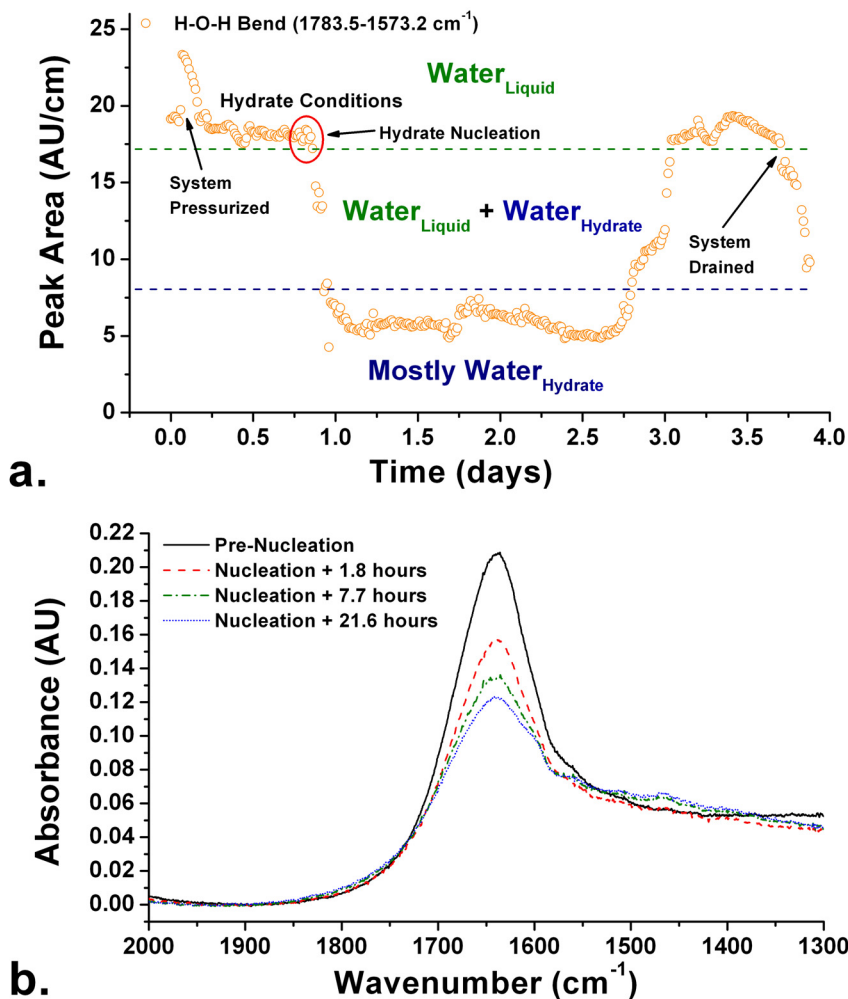 H-O-H Bend (1783.5-1573.2 cm⁻¹)
25
20
15
10
5
0
Peak Area (AU/cm)
Water_Liquid
Hydrate Conditions
Hydrate Nucleation
System
Pressurized
Water_Liquid + Water_Hydrate
System
Drained
Mostly Water_Hydrate
0.0 0.5 1.0 1.5 2.0 2.5 3.0 3.5 4.0
Time (days)
a.
0.22
0.20
0.18
0.16
0.14
0.12
0.10
0.08
0.06
0.04
0.02
0.00
Absorbance (AU)
Pre-Nucleation
Nucleation + 1.8 hours
Nucleation + 7.7 hours
Nucleation + 21.6 hours
2000 1900 1800 1700 1600 1500 1400 1300
Wavenumber (cm⁻¹)
b.